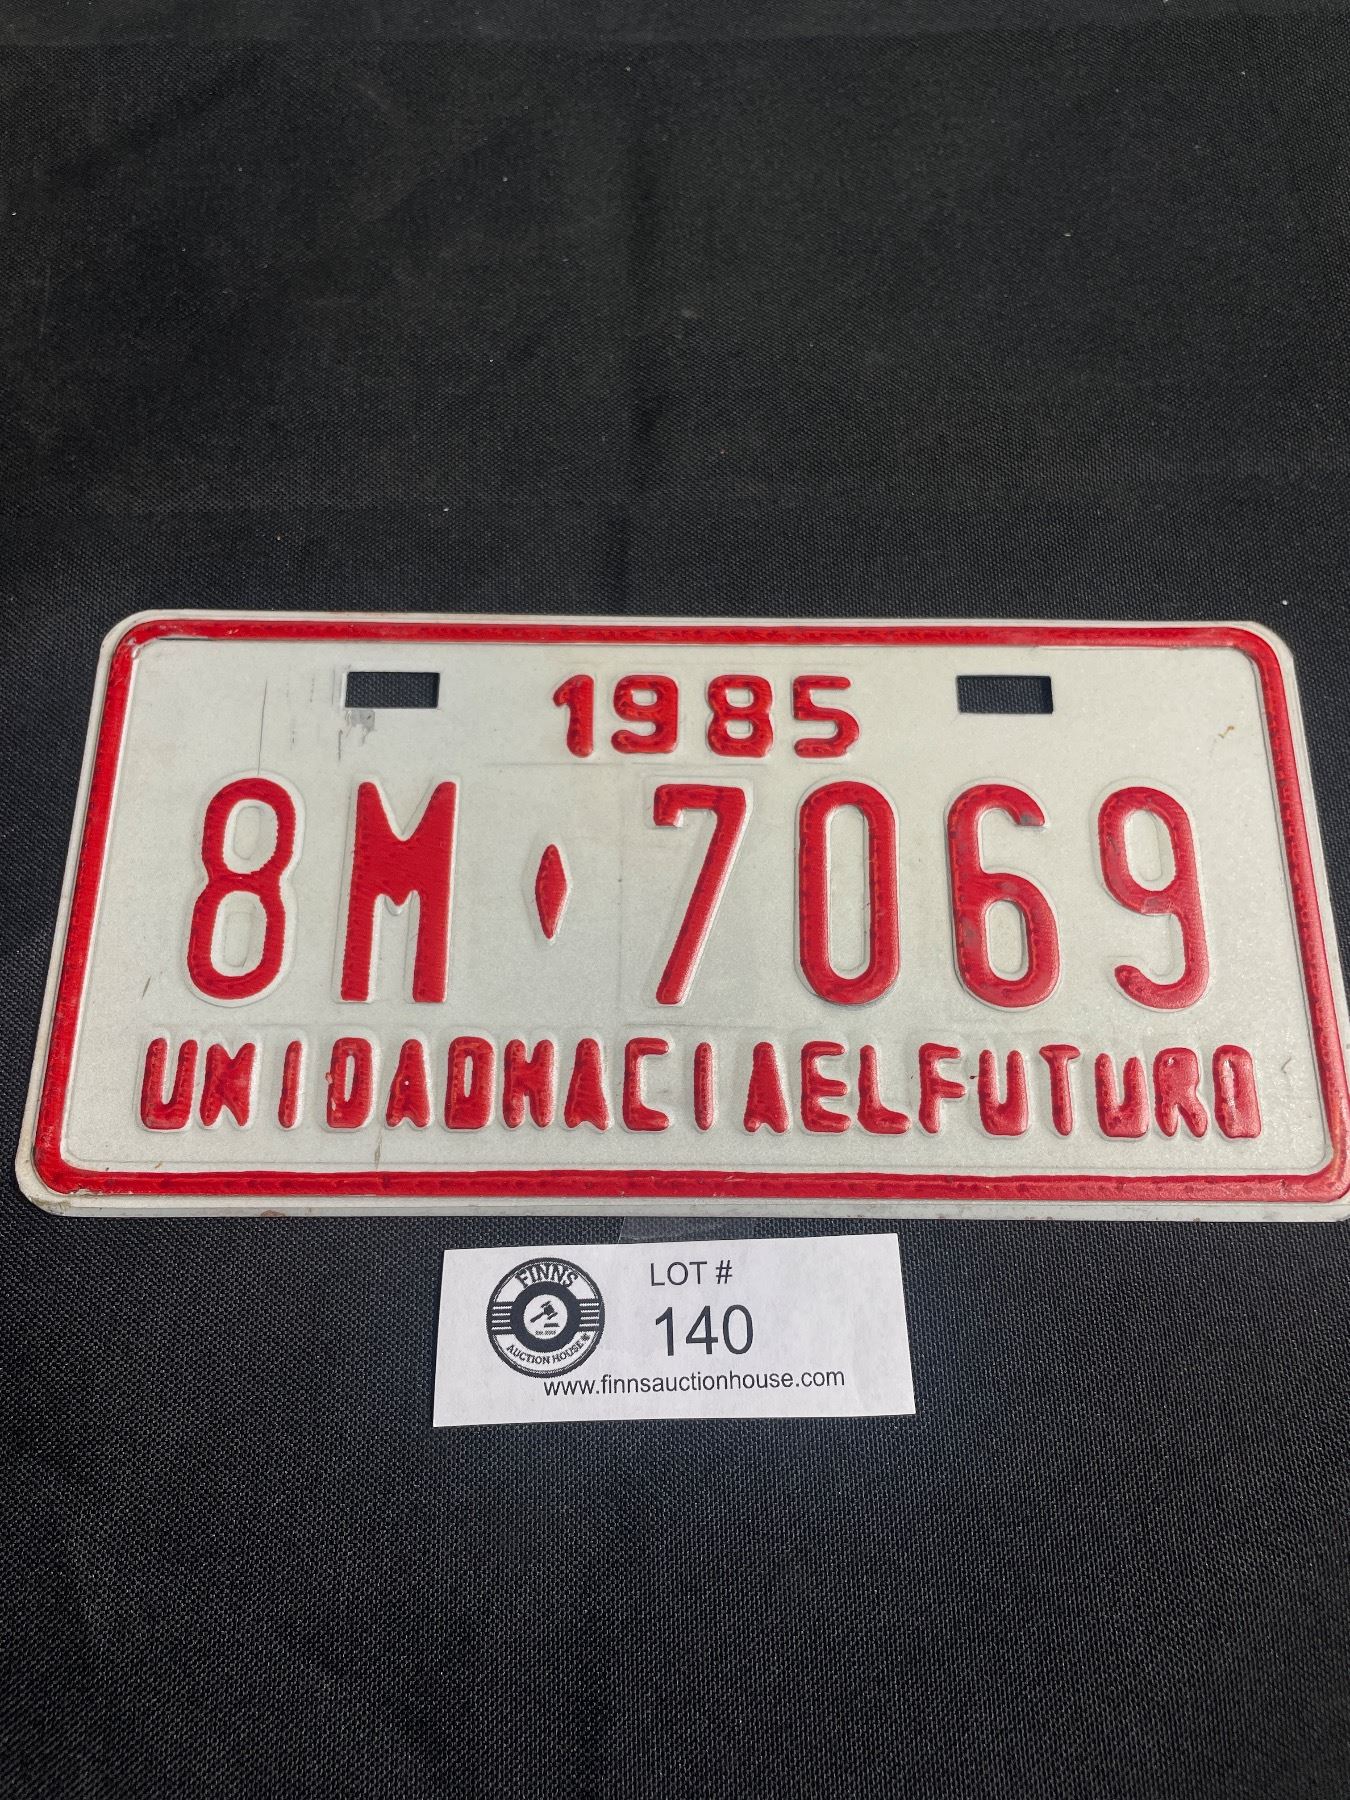 1985
8M♦7069
UNIDADHACIAELFUTURO
FINNS
AUCTION HOUSE
LOT #
140
www.finnsauctionhouse.com